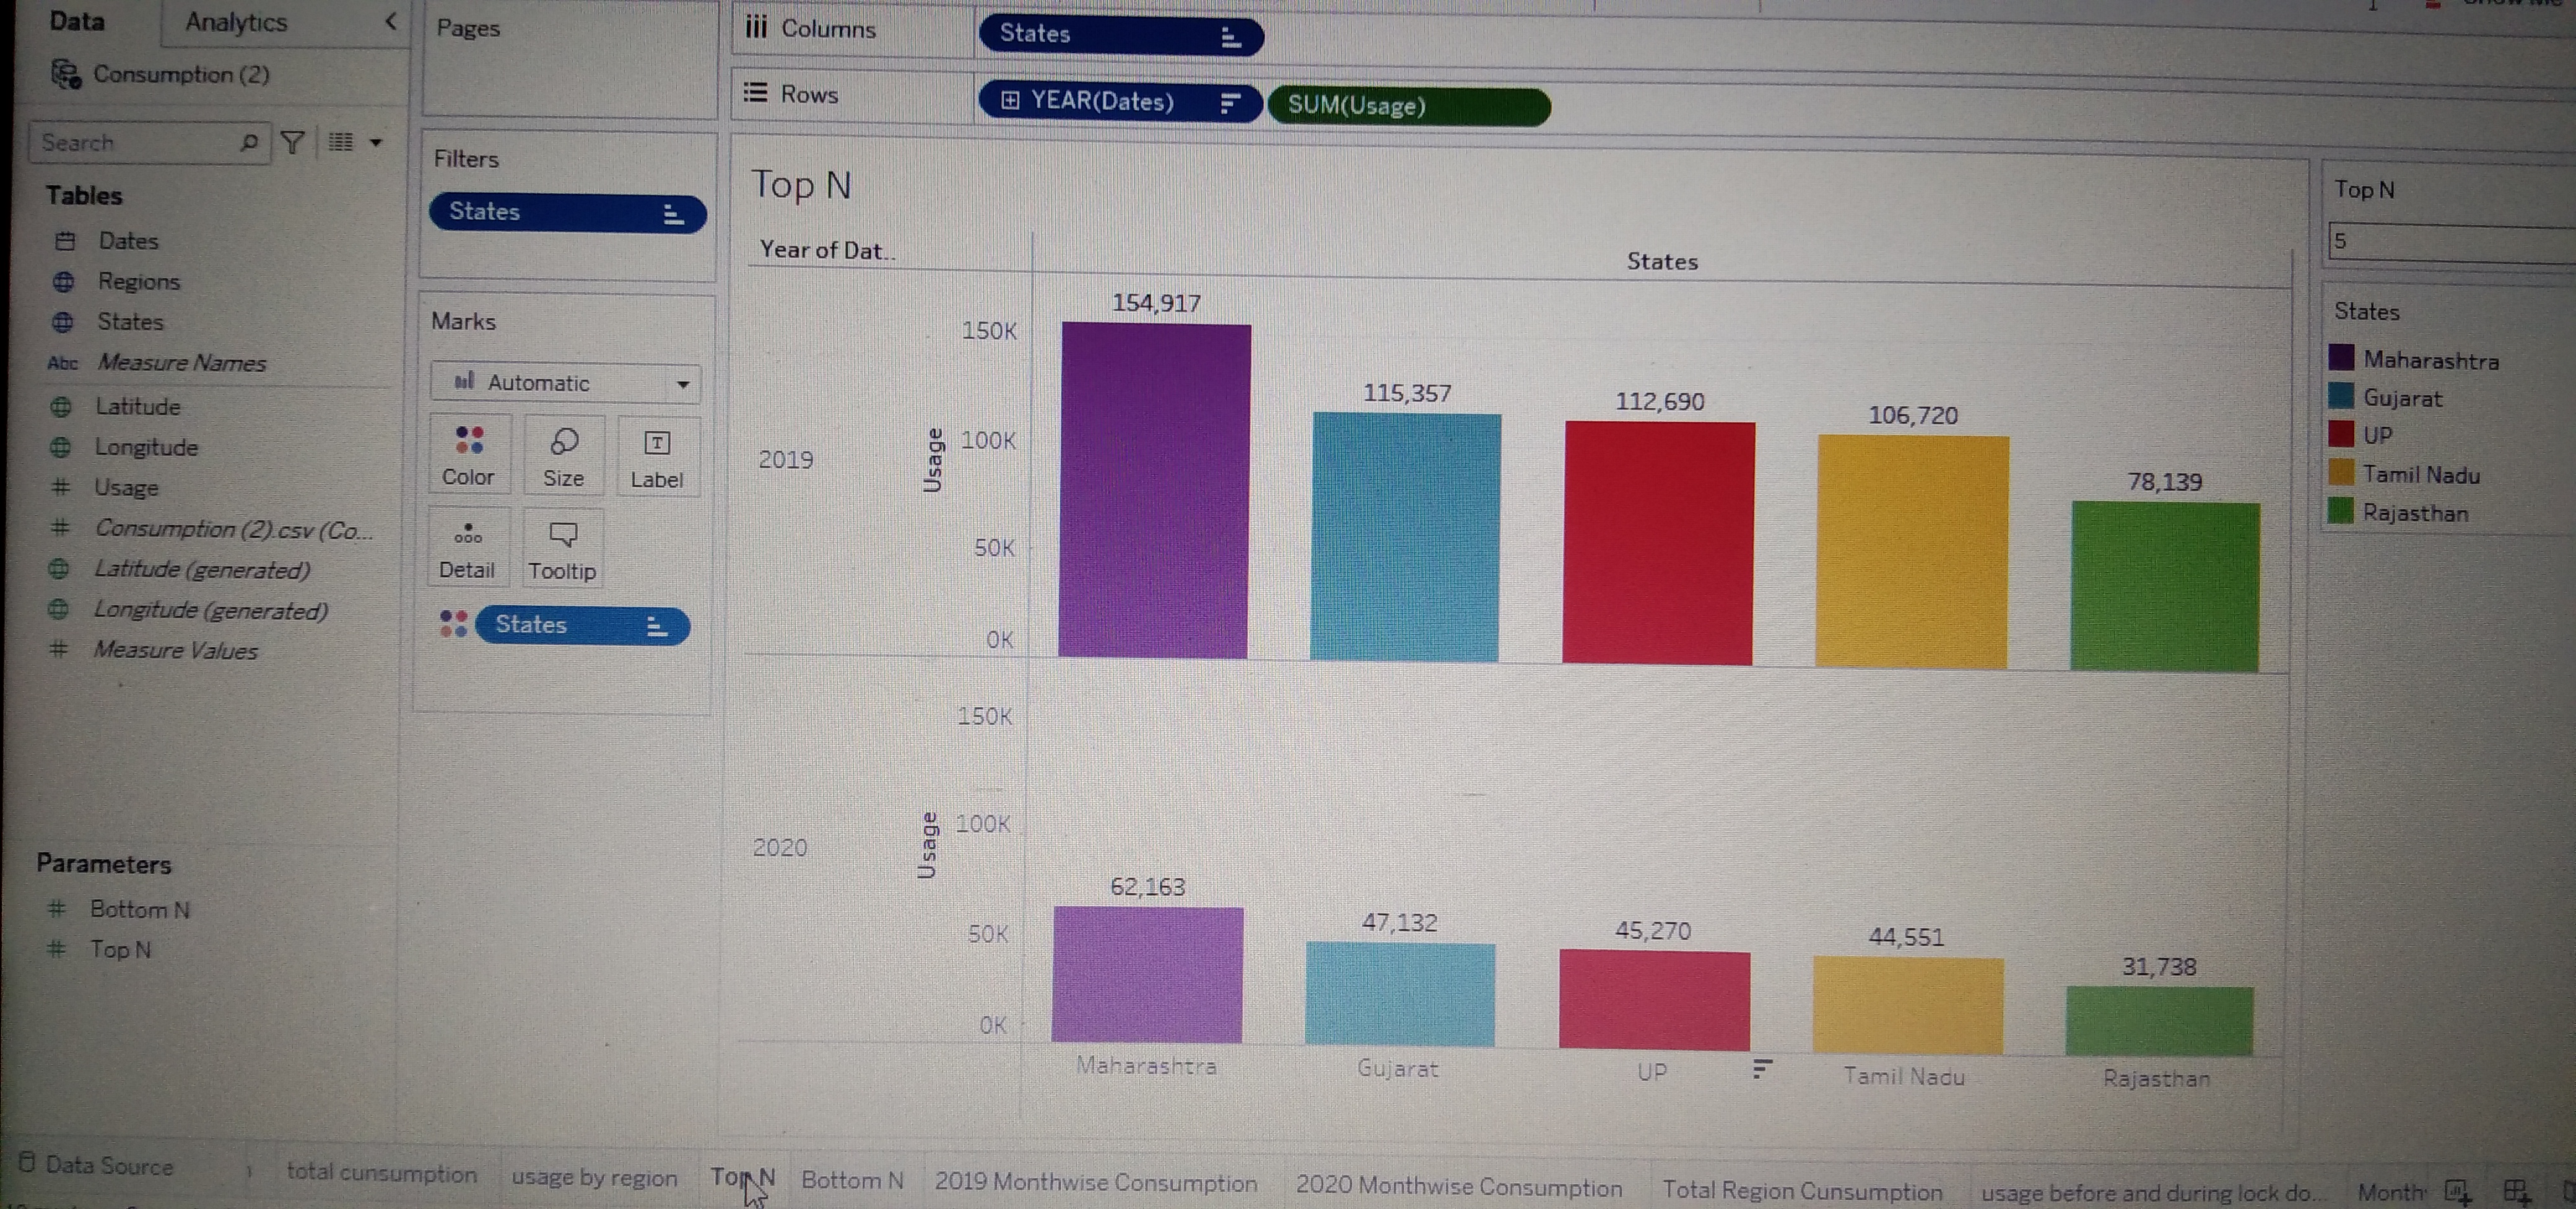 Data
Analytics
Consumption (2)
Search
Tables
Dates
Regions
States
Abc Measure Names
Latitude
Longitude
# Usage
# Consumption (2).csv (Co...
Latitude (generated)
Longitude (generated)
# Measure Values
Parameters
# Bottom N
# Top N
Pages
Filters
States
Marks
Automatic
Color
Size
T
Label
Detail
Tooltip
States
Columns
States
Rows
YEAR(Dates)
SUM(Usage)
Top N
Year of Dat..
States
2019
Usage
150K
100K
50K
0K
154,917
115,357
112,690
106,720
78,139
2020
Usage
150K
100K
50K
0K
62,163
47,132
45,270
44,551
31,738
Maharashtra
Gujarat
UP
Tamil Nadu
Rajasthan
Top N
5
States
Maharashtra
Gujarat
UP
Tamil Nadu
Rajasthan
Data Source
total cunsumption
usage by region
Top N
Bottom N
2019 Monthwise Consumption
2020 Monthwise Consumption
Total Region Cunsumption
usage before and during lock do...
Month